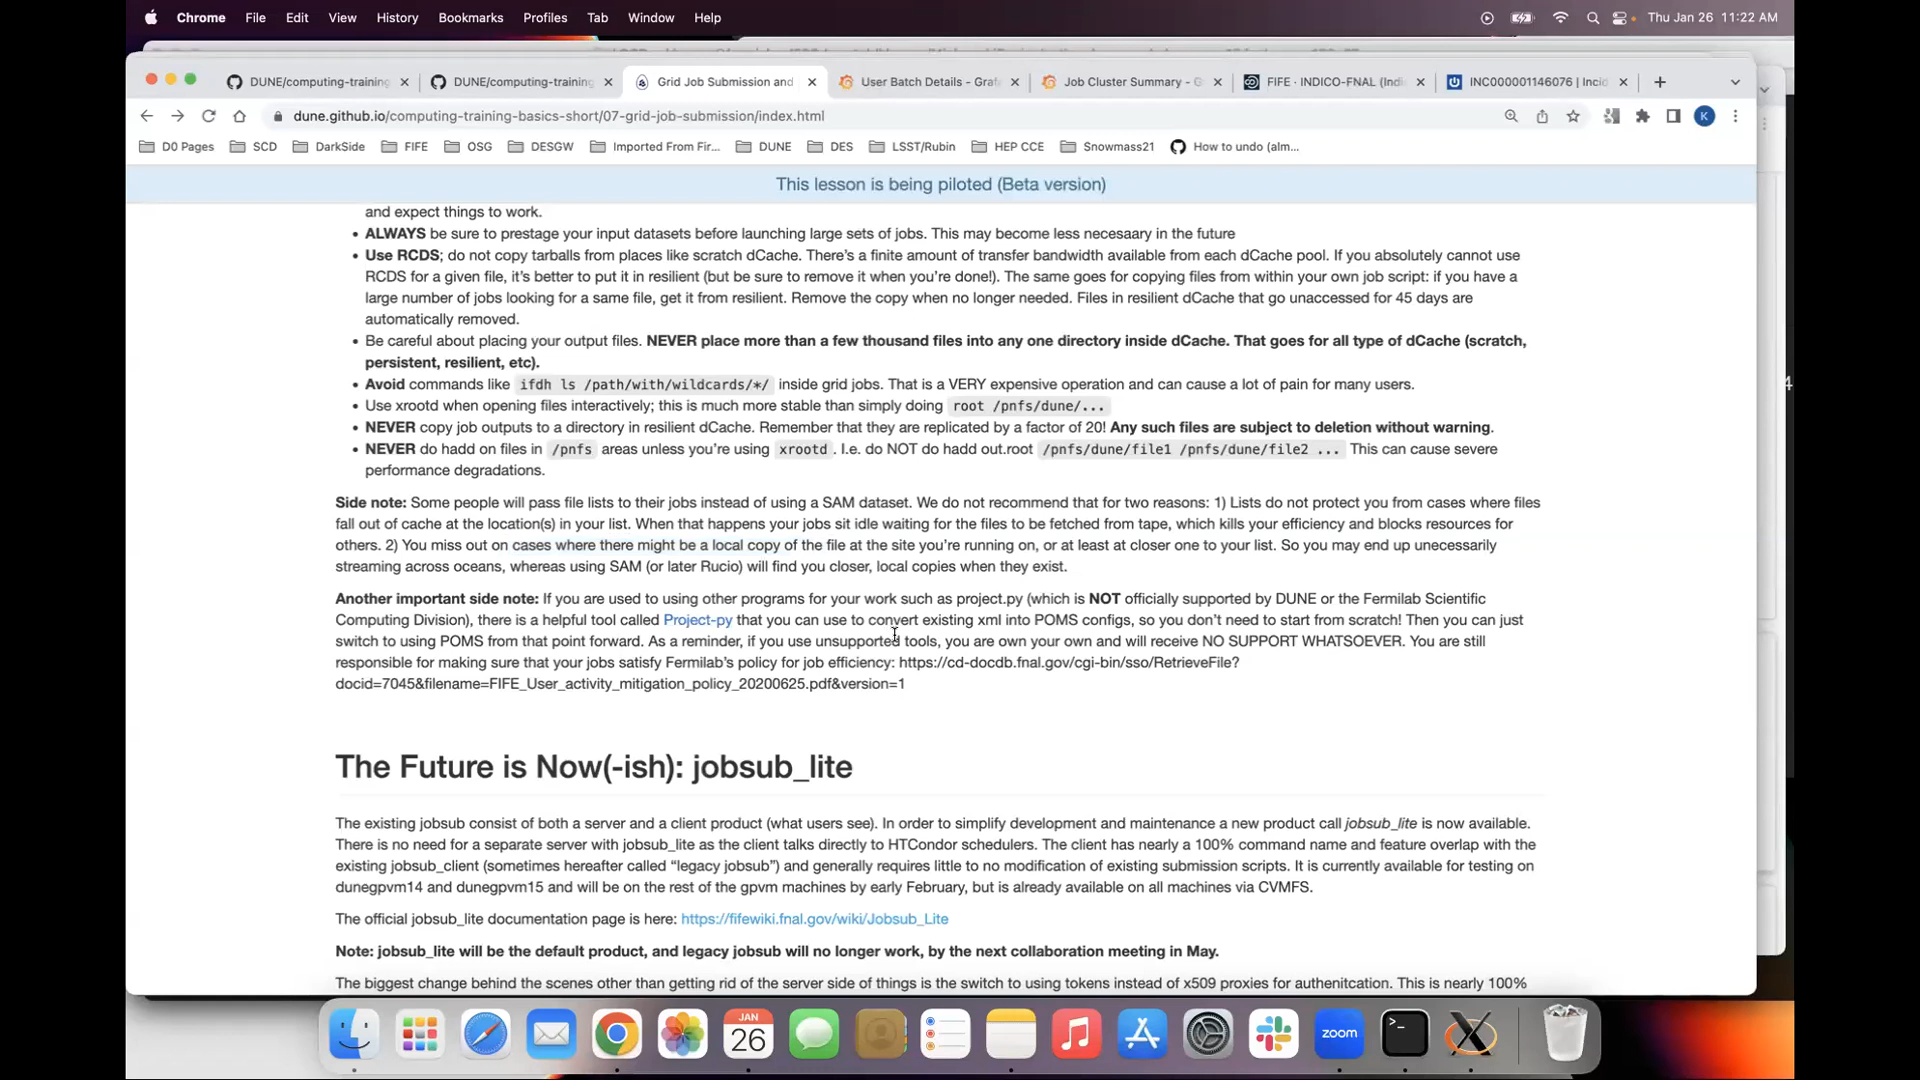 Chrome File Edit View History Bookmarks Profiles Tab Window Help Thu Jan 26 11:22 AM
DUNE/computing-training DUNE/computing-training Grid Job Submission and User Batch Details - Grafa Job Cluster Summary - G FIFE · INDICO-FNAL (Indi INC000001146076 | Incid
dune.github.io/computing-training-basics-short/07-grid-job-submission/index.html K
D0 Pages SCD DarkSide FIFE OSG DESGW Imported From Fir... DUNE DES LSST/Rubin HEP CCE Snowmass21 How to undo (alm...
This lesson is being piloted (Beta version)
and expect things to work.
• ALWAYS be sure to prestage your input datasets before launching large sets of jobs. This may become less necesaary in the future
• Use RCDS; do not copy tarballs from places like scratch dCache. There's a finite amount of transfer bandwidth available from each dCache pool. If you absolutely cannot use
RCDS for a given file, it's better to put it in resilient (but be sure to remove it when you're done!). The same goes for copying files from within your own job script: if you have a
large number of jobs looking for a same file, get it from resilient. Remove the copy when no longer needed. Files in resilient dCache that go unaccessed for 45 days are
automatically removed.
• Be careful about placing your output files. NEVER place more than a few thousand files into any one directory inside dCache. That goes for all type of dCache (scratch,
persistent, resilient, etc).
• Avoid commands like ifdh ls /path/with/wildcards/*/ inside grid jobs. That is a VERY expensive operation and can cause a lot of pain for many users.
• Use xrootd when opening files interactively; this is much more stable than simply doing root /pnfs/dune/...
• NEVER copy job outputs to a directory in resilient dCache. Remember that they are replicated by a factor of 20! Any such files are subject to deletion without warning.
• NEVER do hadd on files in /pnfs areas unless you're using xrootd . I.e. do NOT do hadd out.root /pnfs/dune/file1 /pnfs/dune/file2 ... This can cause severe
performance degradations.
Side note: Some people will pass file lists to their jobs instead of using a SAM dataset. We do not recommend that for two reasons: 1) Lists do not protect you from cases where files
fall out of cache at the location(s) in your list. When that happens your jobs sit idle waiting for the files to be fetched from tape, which kills your efficiency and blocks resources for
others. 2) You miss out on cases where there might be a local copy of the file at the site you're running on, or at least at closer one to your list. So you may end up unecessarily
streaming across oceans, whereas using SAM (or later Rucio) will find you closer, local copies when they exist.
Another important side note: If you are used to using other programs for your work such as project.py (which is NOT officially supported by DUNE or the Fermilab Scientific
Computing Division), there is a helpful tool called Project-py that you can use to convert existing xml into POMS configs, so you don't need to start from scratch! Then you can just
switch to using POMS from that point forward. As a reminder, if you use unsupported tools, you are own your own and will receive NO SUPPORT WHATSOEVER. You are still
responsible for making sure that your jobs satisfy Fermilab's policy for job efficiency: https://cd-docdb.fnal.gov/cgi-bin/sso/RetrieveFile?
docid=7045&filename=FIFE_User_activity_mitigation_policy_20200625.pdf&version=1
The Future is Now(-ish): jobsub_lite
The existing jobsub consist of both a server and a client product (what users see). In order to simplify development and maintenance a new product call jobsub_lite is now available.
There is no need for a separate server with jobsub_lite as the client talks directly to HTCondor schedulers. The client has nearly a 100% command name and feature overlap with the
existing jobsub_client (sometimes hereafter called "legacy jobsub") and generally requires little to no modification of existing submission scripts. It is currently available for testing on
dunegpvm14 and dunegpvm15 and will be on the rest of the gpvm machines by early February, but is already available on all machines via CVMFS.
The official jobsub_lite documentation page is here: https://fifewiki.fnal.gov/wiki/Jobsub_Lite
Note: jobsub_lite will be the default product, and legacy jobsub will no longer work, by the next collaboration meeting in May.
The biggest change behind the scenes other than getting rid of the server side of things is the switch to using tokens instead of x509 proxies for authenitcation. This is nearly 100%
JAN
26
zoom